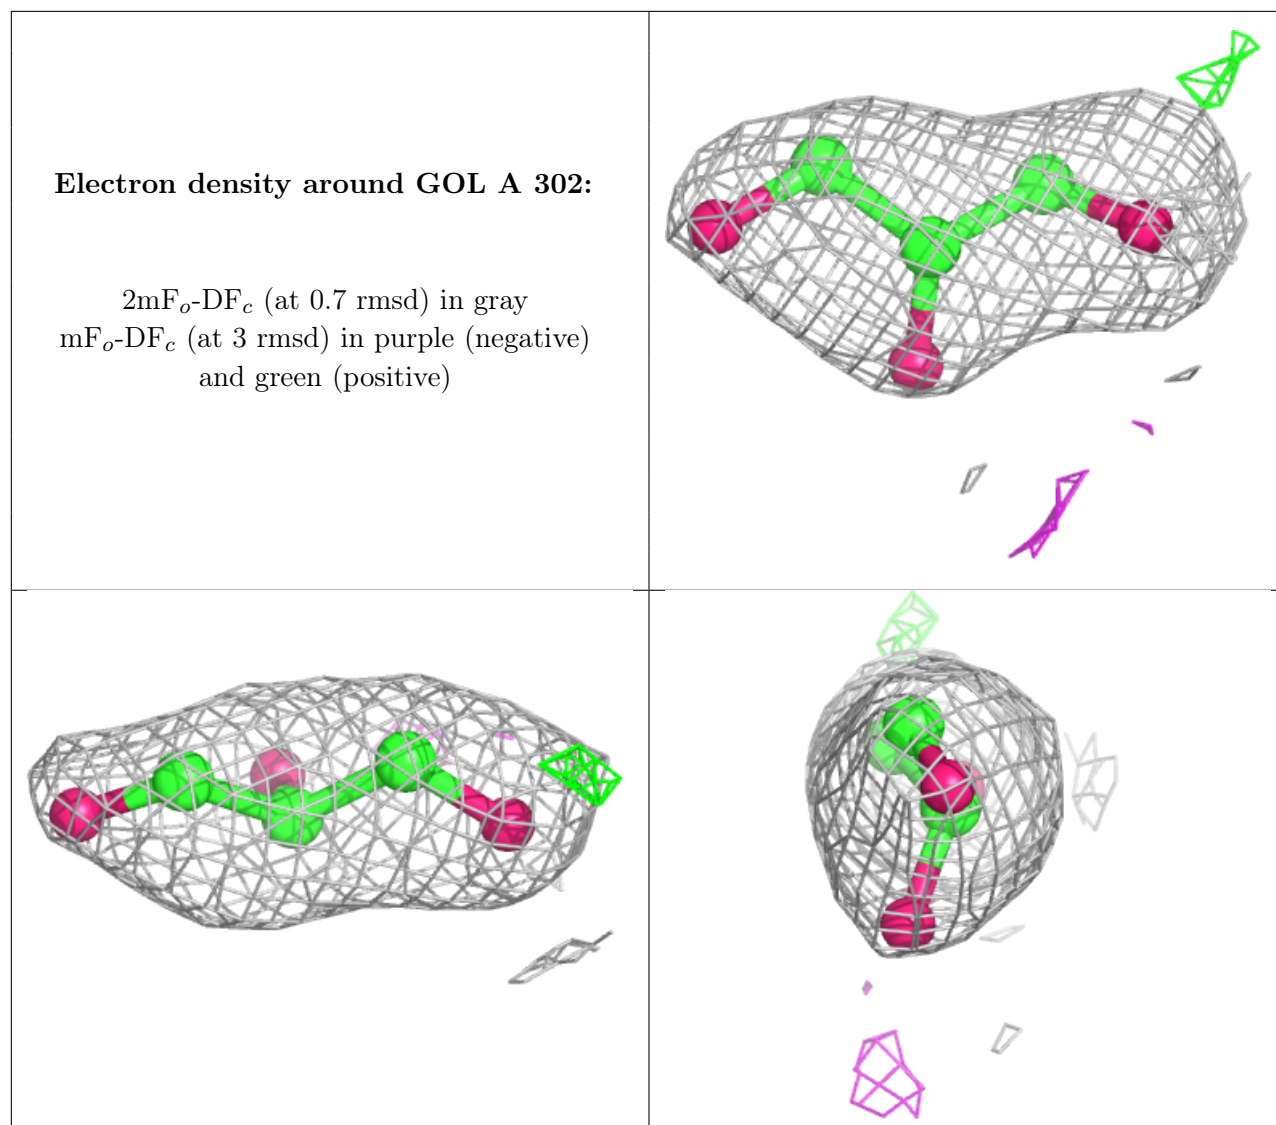 Electron density around GOL A 302:
2mFo-DFc (at 0.7 rmsd) in gray
mFo-DFc (at 3 rmsd) in purple (negative)
and green (positive)